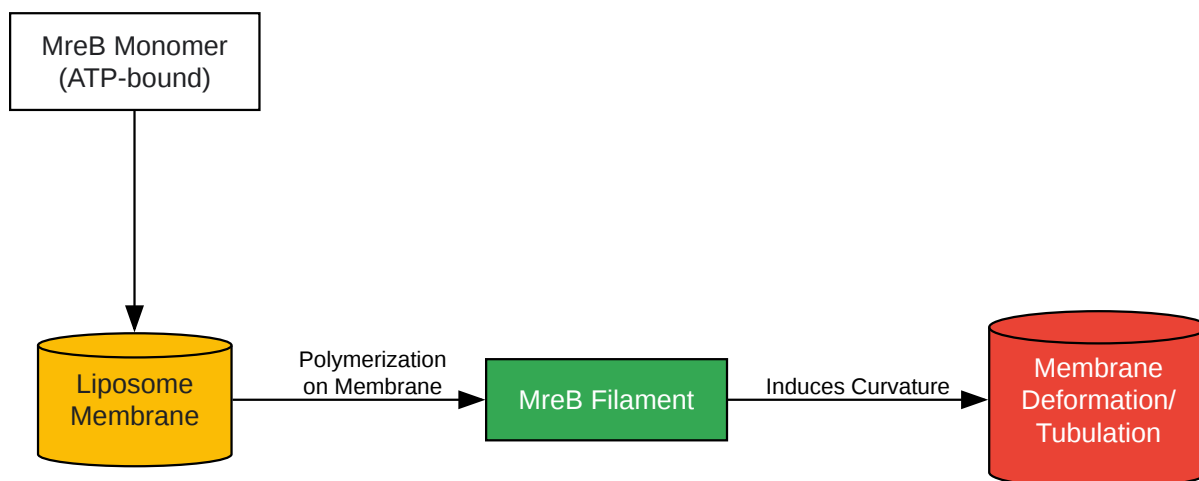 MreB Monomer
(ATP-bound)
Liposome
Membrane
Polymerization
on Membrane
MreB Filament
Induces Curvature
Membrane
Deformation/
Tubulation